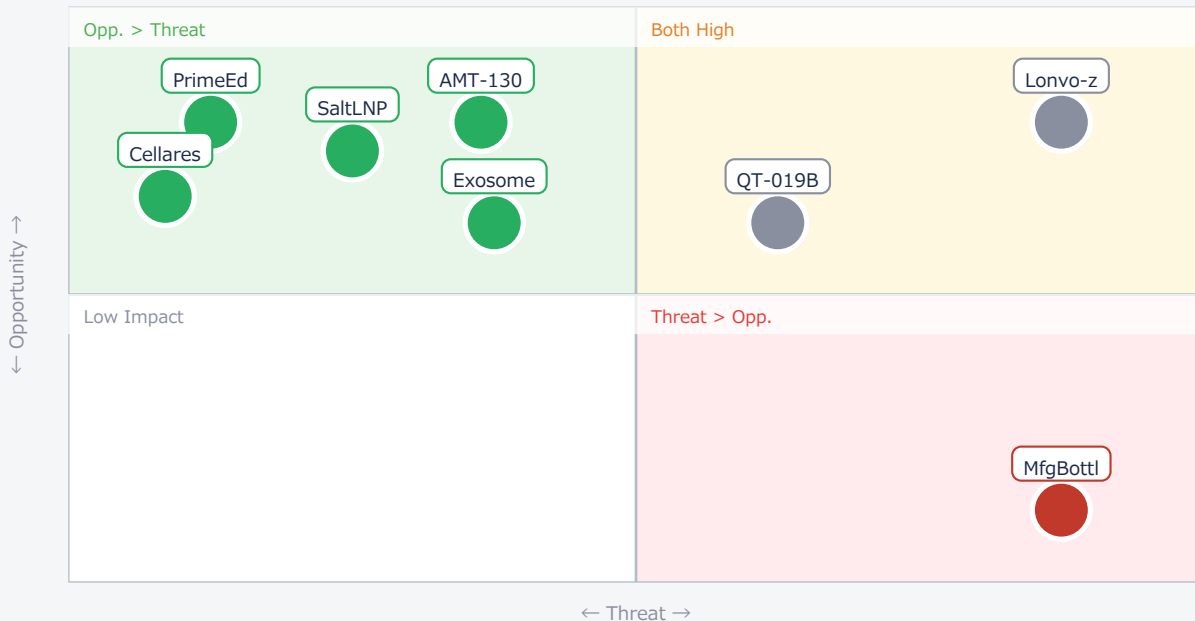 Opp. > Threat
Both High
PrimeEd
AMT-130
Lonvo-z
SaltLNP
Cellares
Exosome
QT-019B
← Opportunity →
Low Impact
Threat > Opp.
MfgBottl
← Threat →